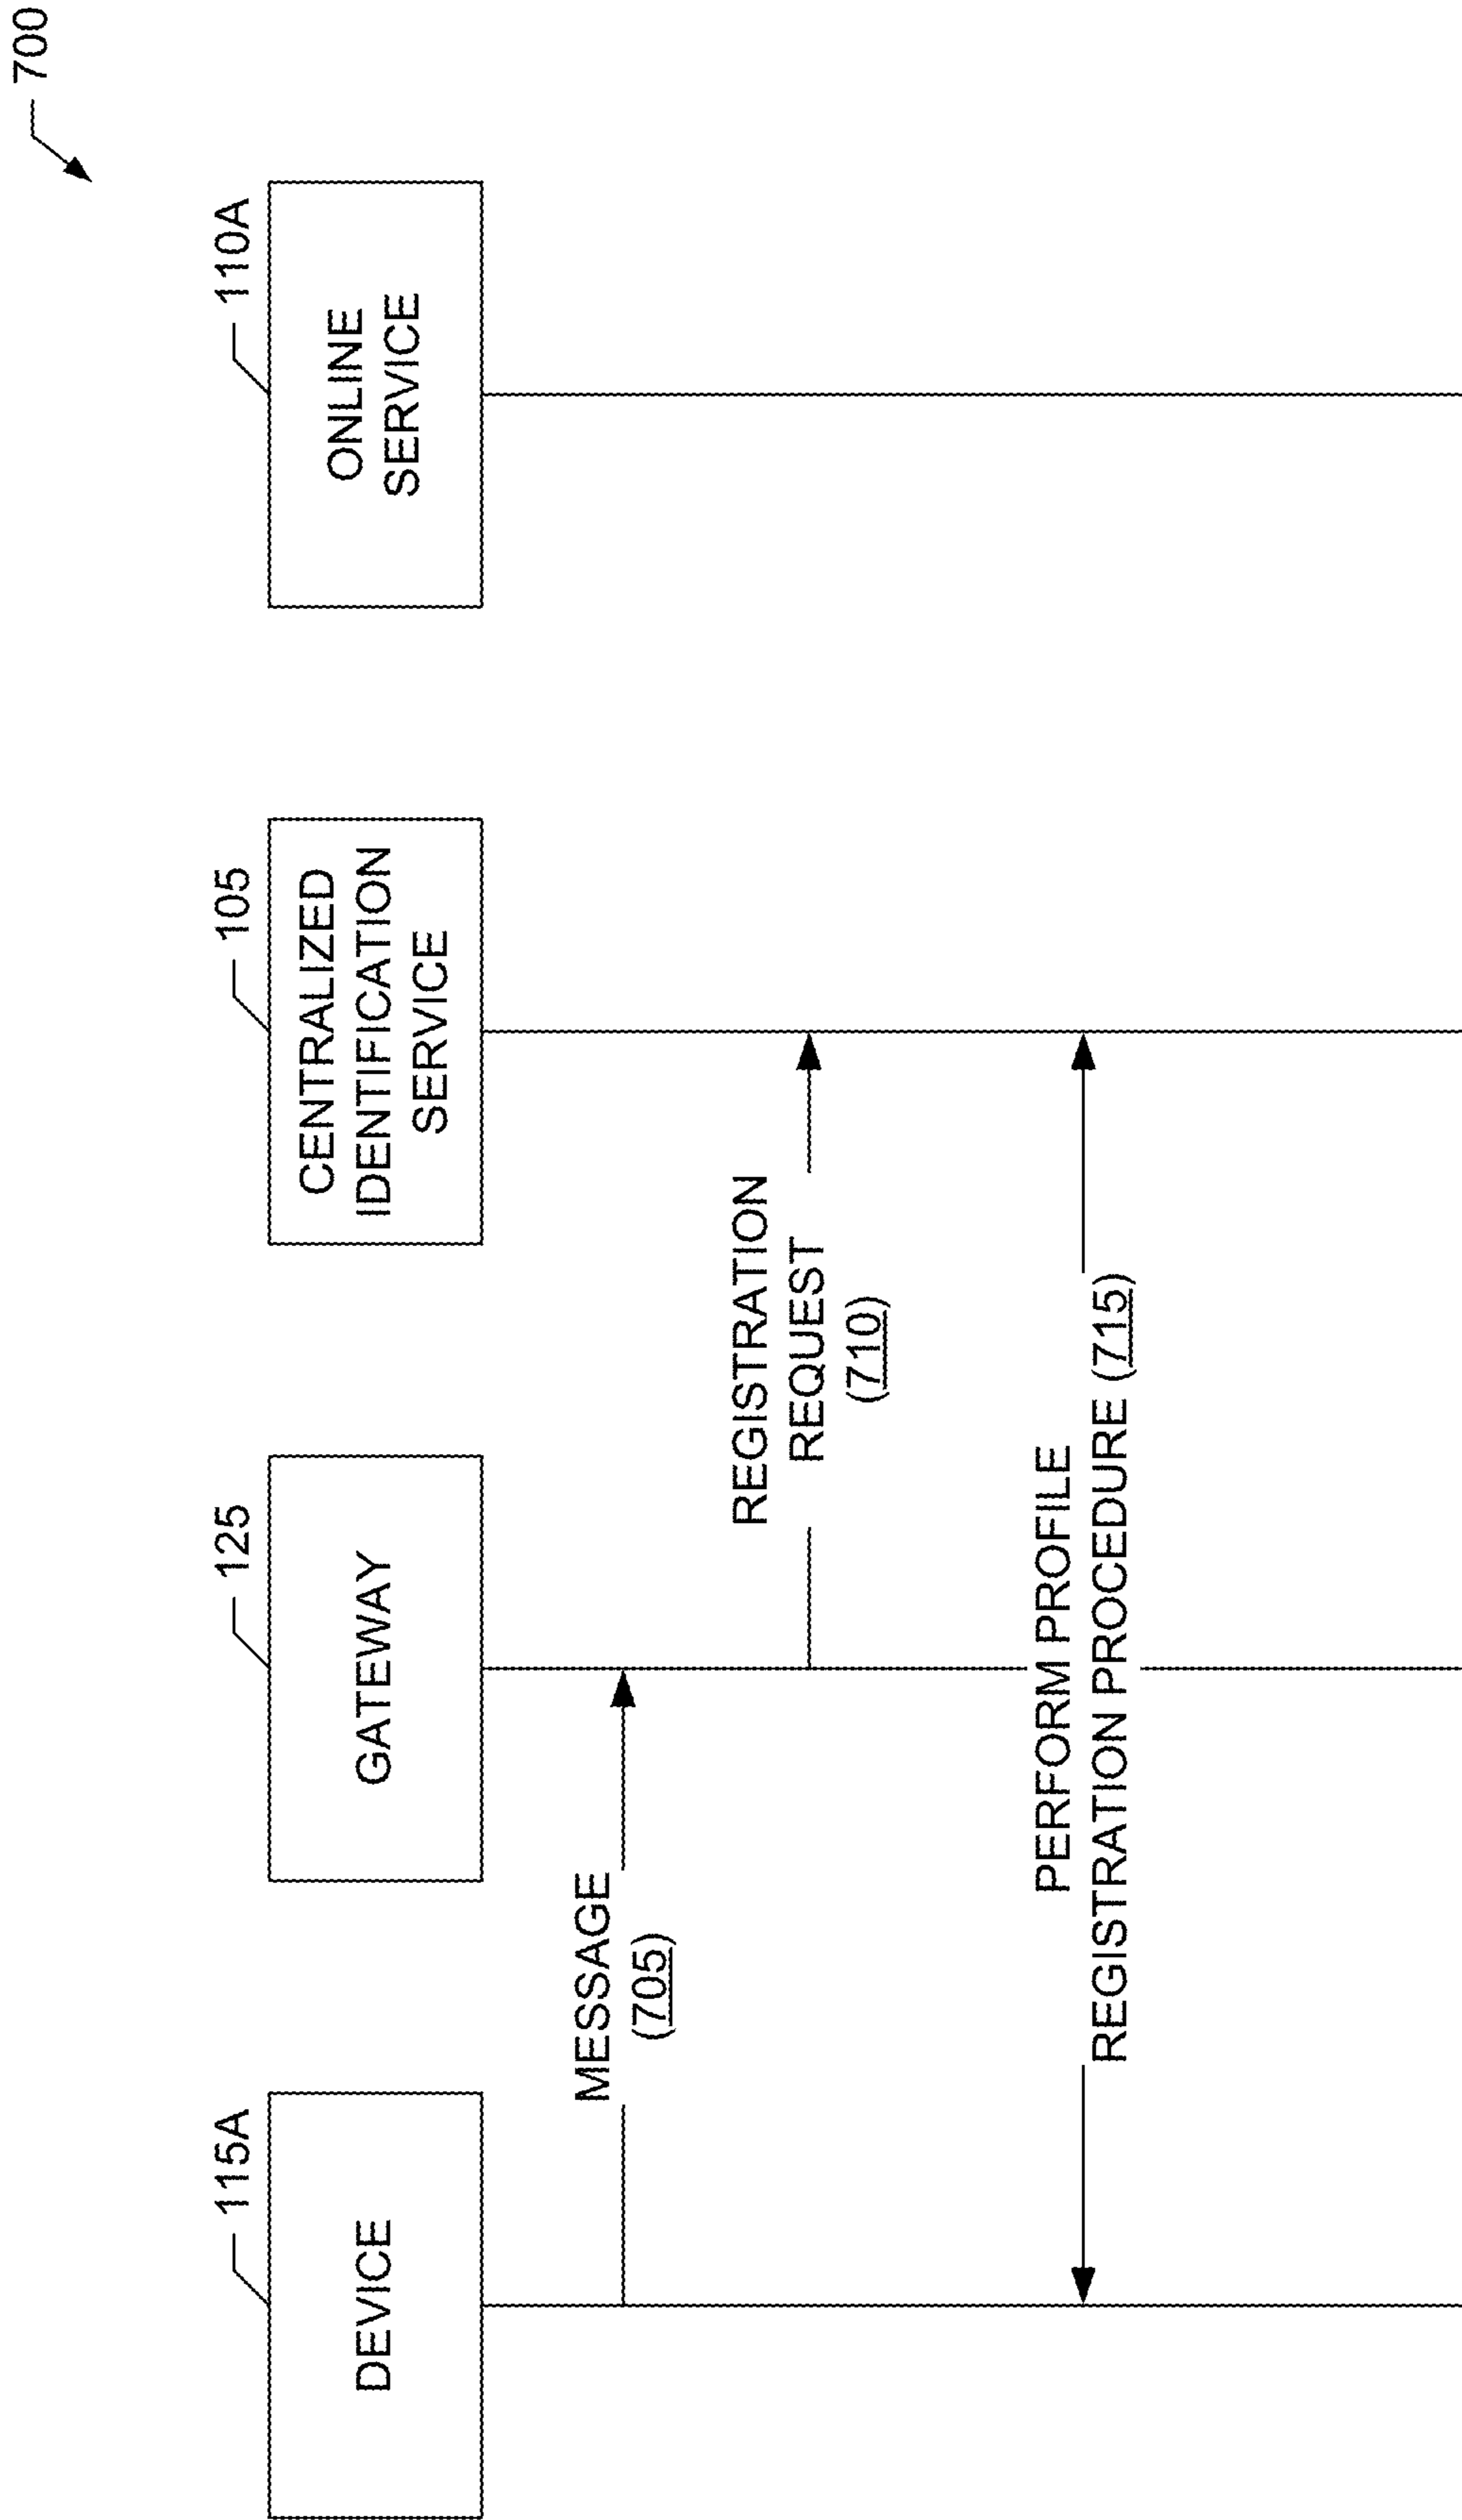 700
115A
125
105
110A
DEVICE
GATEWAY
CENTRALIZED
IDENTIFICATION
SERVICE
ONLINE
SERVICE
MESSAGE
(705)
REGISTRATION
REQUEST
(710)
PERFORM PROFILE
REGISTRATION PROCEDURE (715)